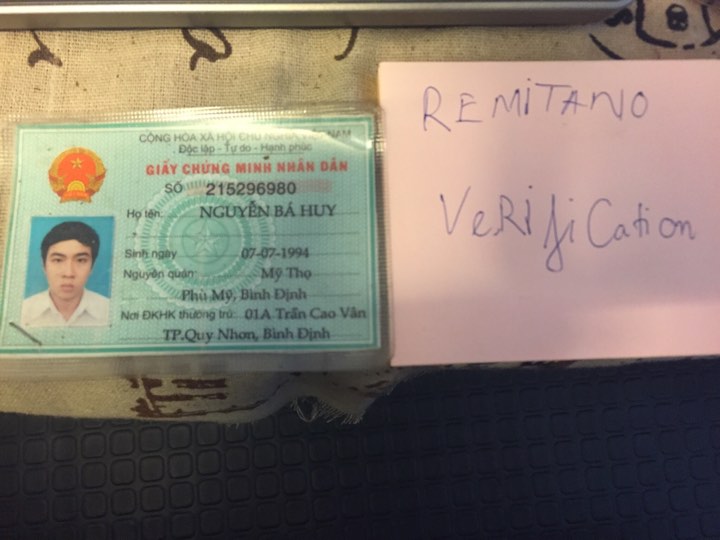 CỘNG HÒA XÃ HỘI CHỦ NGHĨA VIỆT NAM
Độc lập - Tự do - Hạnh phúc
GIẤY CHỨNG MINH NHÂN DÂN
SỐ 215296980
Họ tên: NGUYỄN BÁ HUY
Sinh ngày 07-07-1994
Nguyên quán: Mỹ Thọ
Phù Mỹ, Bình Định
Nơi ĐKHK thường trú: 01A Trần Cao Vân
TP.Quy Nhơn, Bình Định
REMITANO
VeRification